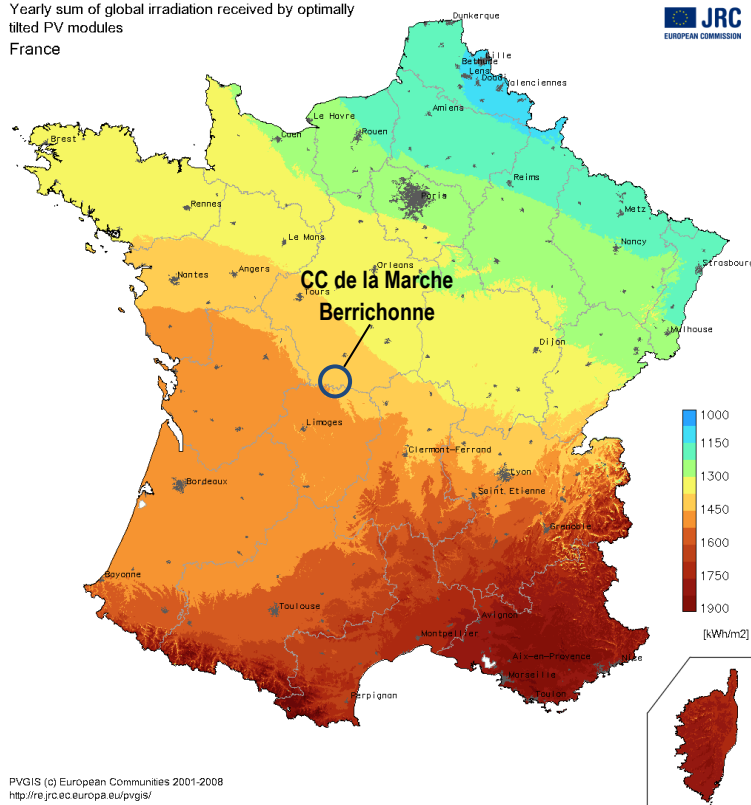 Yearly sum of global irradiation received by optimally
tilted PV modules
France
JRC
EUROPEAN COMMISSION
Dunkerque
Lille
Bethune
Lens
Valenciennes
Amiens
Le Havre
Rouen
Caen
Brest
Reims
Paris
Metz
Rennes
Nancy
Le Mans
Strasbourg
Orleans
Nantes
Angers
CC de la Marche
Berrichonne
Tours
Mulhouse
Dijon
Limoges
Clermont-Ferrand
Lyon
Bordeaux
Saint Etienne
Grenoble
Bayonne
Toulouse
Avignon
Montpellier
Aix-en-Provence
Nice
Marseille
Toulon
Perpignan
1000
1150
1300
1450
1600
1750
1900
[kWh/m2]
PVGIS (c) European Communities 2001-2008
http://re.jrc.ec.europa.eu/pvgis/